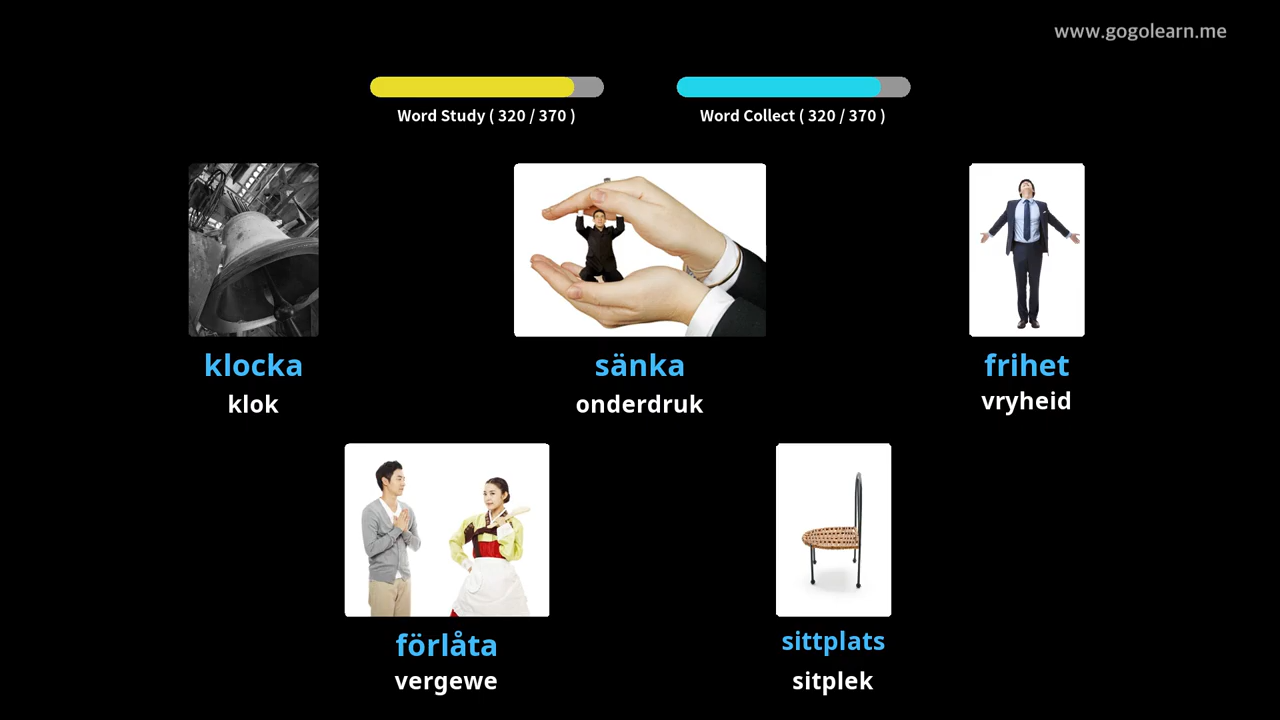 www.gogolearn.me
Word Study ( 320 / 370 )
Word Collect ( 320 / 370 )
klocka
klok
sänka
onderdruk
frihet
vryheid
förlåta
vergewe
sittplats
sitplek